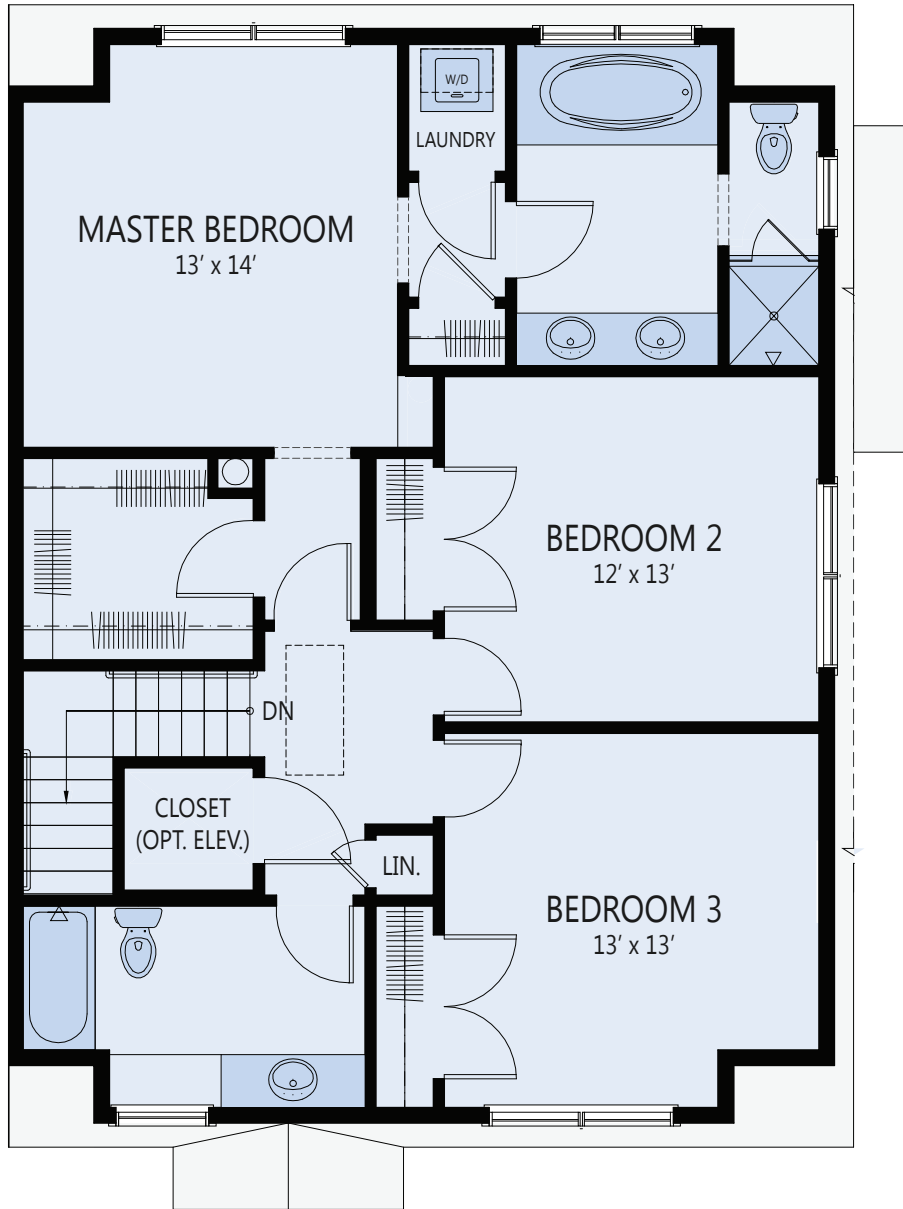 W/D
LAUNDRY
MASTER BEDROOM
13' x 14'
BEDROOM 2
12' x 13'
DN
CLOSET
(OPT. ELEV.)
LIN.
BEDROOM 3
13' x 13'